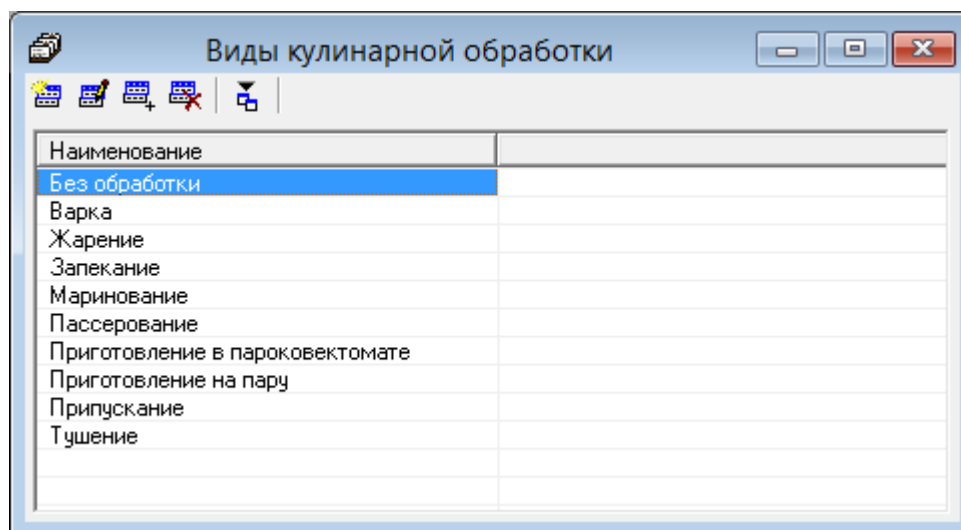 Виды кулинарной обработки
Наименование
Без обработки
Варка
Жарение
Запекание
Маринование
Пассерование
Приготовление в пароковектомате
Приготовление на пару
Припускание
Тушение